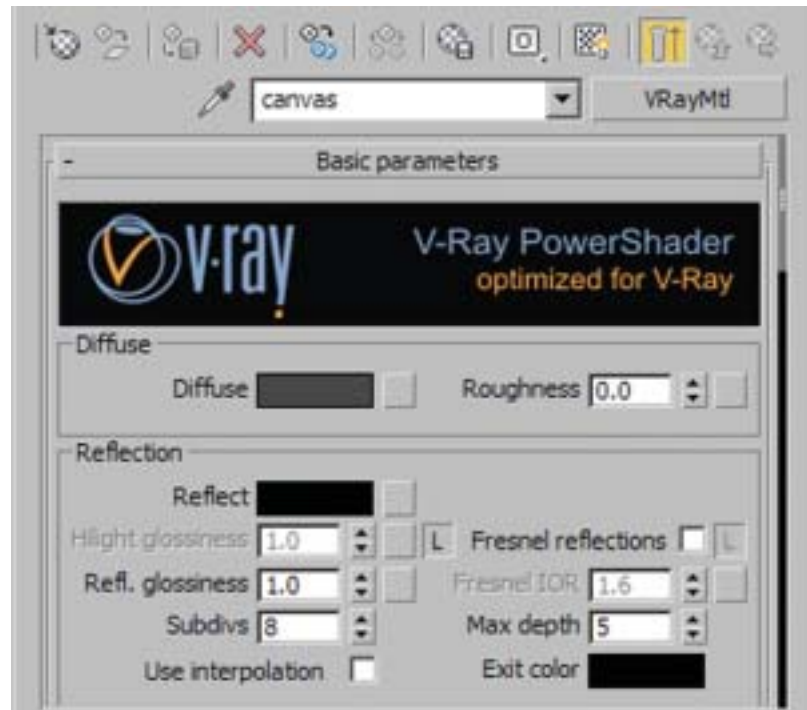 canvas
VRayMtl
-
Basic parameters
v·ray
V-Ray PowerShader
optimized for V-Ray
Diffuse
Diffuse
Roughness 0.0
Reflection
Reflect
Hilight glossiness 1.0 L Fresnel reflections L
Refl. glossiness 1.0 Fresnel IOR 1.6
Subdivs 8 Max depth 5
Use interpolation Exit color